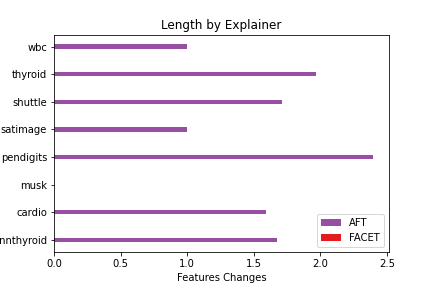 Length by Explainer
wbc
thyroid
shuttle
satimage
pendigits
musk
cardio
nnthyroid
0.0 0.5 1.0 1.5 2.0 2.5
Features Changes
AFT
FACET